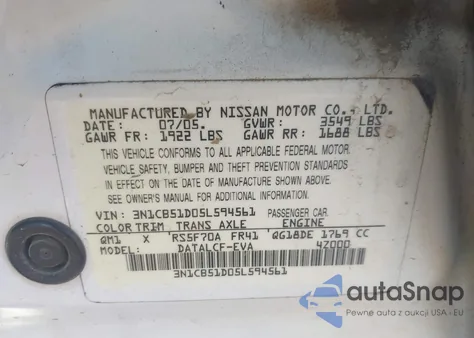 MANUFACTURED BY NISSAN MOTOR CO., LTD.
DATE: 07/05. GVWR: 3549 LBS
GAWR FR: 1922 LBS GAWR RR: 1688 LBS
THIS VEHICLE CONFORMS TO ALL APPLICABLE FEDERAL MOTOR
VEHICLE SAFETY, BUMPER AND THEFT PREVENTION STANDARDS
IN EFFECT ON THE DATE OF MANUFACTURE SHOWN ABOVE.
SEE OWNER'S MANUAL FOR ADDITIONAL INFORMATION.
VIN: 3N1CB51D05L594561 PASSENGER CAR
COLOR TRIM TRANS AXLE ENGINE
QM1 X RS5F70A FR41 QG18DE 1769 CC
MODEL: DATALCF-EVA 4Z000
3N1CB51D05L594561
autoSnap
Pewne auta z aukcji USA i EU